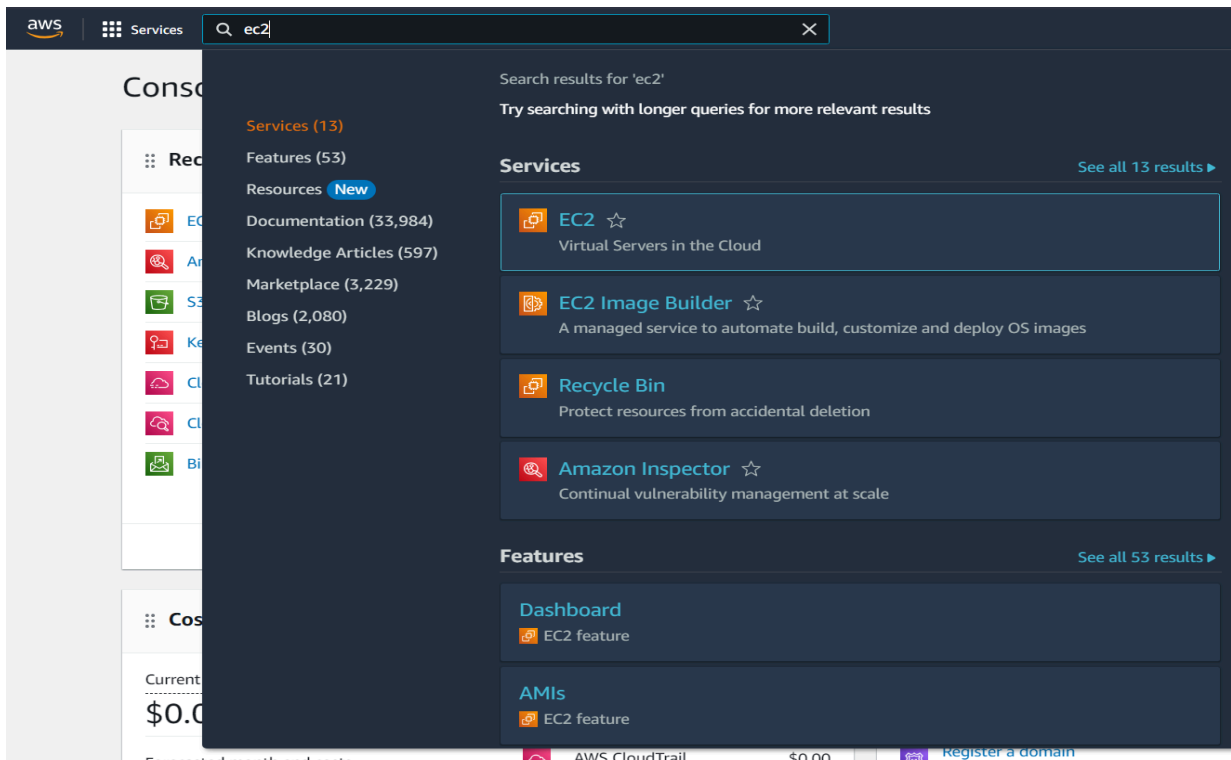 aws
Services
ec2
Search results for 'ec2'
Try searching with longer queries for more relevant results
Services (13)
Features (53)
Resources New
Documentation (33,984)
Knowledge Articles (597)
Marketplace (3,229)
Blogs (2,080)
Events (30)
Tutorials (21)
Services
See all 13 results
EC2
Virtual Servers in the Cloud
EC2 Image Builder
A managed service to automate build, customize and deploy OS images
Recycle Bin
Protect resources from accidental deletion
Amazon Inspector
Continual vulnerability management at scale
Features
See all 53 results
Dashboard
EC2 feature
AMIs
EC2 feature
Current
AWS CloudTrail
$0.00
Register a domain